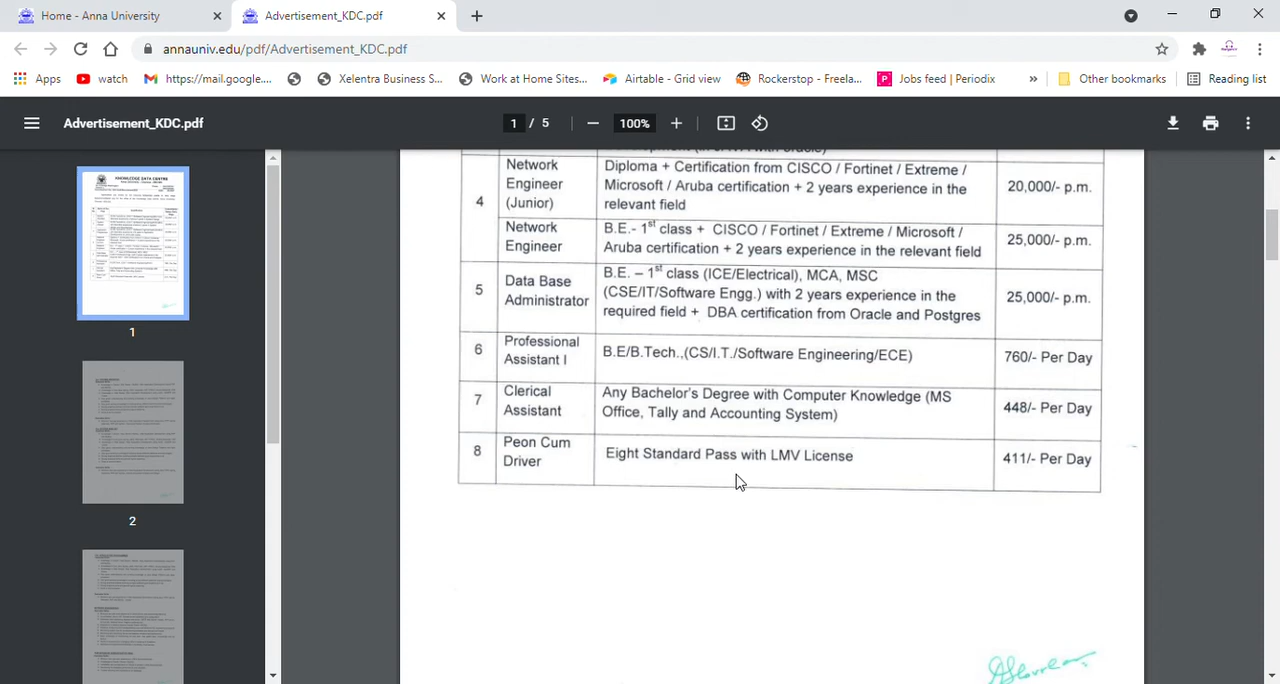 Home - Anna University
Advertisement_KDC.pdf
annauniv.edu/pdf/Advertisement_KDC.pdf
Apps
watch
https://mail.google....
Xelentra Business S...
Work at Home Sites...
Airtable - Grid view
Rockerstop - Freela...
P Jobs feed | Periodix
»
Other bookmarks
Reading list
Advertisement_KDC.pdf
1 / 5
100%
4
Network
Engineer
(Junior)
Diploma + Certification from CISCO / Fortinet / Extreme /
Microsoft / Aruba certification + 2 years experience in the
relevant field
20,000/- p.m.
Network
Engineer
B.E.- 1st class + CISCO / Fortinet / Extreme / Microsoft /
Aruba certification + 2 years experience in the relevant field
25,000/- p.m.
5
Data Base
Administrator
B.E. – 1st class (ICE/Electrical), MCA, MSC
(CSE/IT/Software Engg.) with 2 years experience in the
required field + DBA certification from Oracle and Postgres
25,000/- p.m.
6
Professional
Assistant I
B.E/B.Tech.,(CS/I.T./Software Engineering/ECE)
760/- Per Day
7
Clerical
Assistant
Any Bachelor's Degree with Computer Knowledge (MS
Office, Tally and Accounting System)
448/- Per Day
8
Peon Cum
Driver
Eight Standard Pass with LMV License
411/- Per Day
KNOWLEDGE DATA CENTRE
1
2